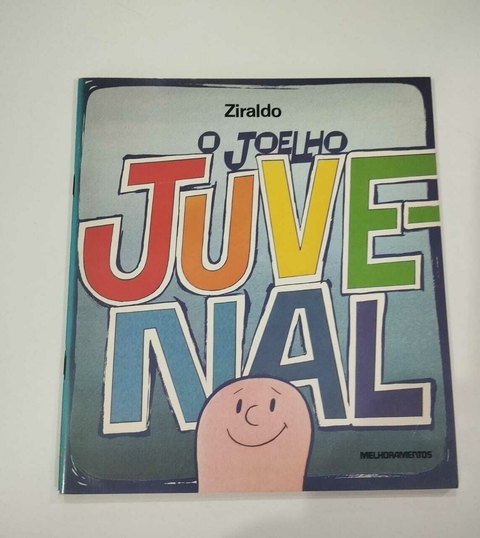 Ziraldo
O JOELHO
JUVE-
NAL
MELHORAMENTOS